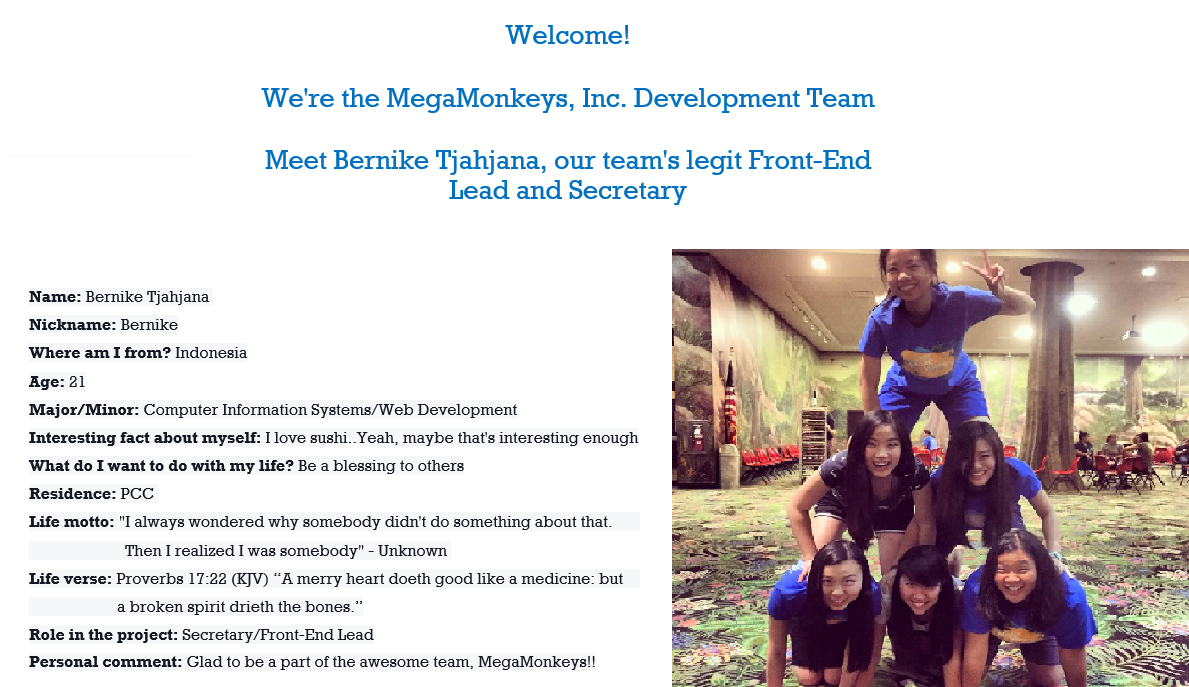 Welcome!
We're the MegaMonkeys, Inc. Development Team
Meet Bernike Tjahjana, our team's legit Front-End
Lead and Secretary
Name: Bernike Tjahjana
Nickname: Bernike
Where am I from? Indonesia
Age: 21
Major/Minor: Computer Information Systems/Web Development
Interesting fact about myself: I love sushi..Yeah, maybe that's interesting enough
What do I want to do with my life? Be a blessing to others
Residence: PCC
Life motto: "I always wondered why somebody didn't do something about that.
Then I realized I was somebody" - Unknown
Life verse: Proverbs 17:22 (KJV) “A merry heart doeth good like a medicine: but
a broken spirit drieth the bones.”
Role in the project: Secretary/Front-End Lead
Personal comment: Glad to be a part of the awesome team, MegaMonkeys!!